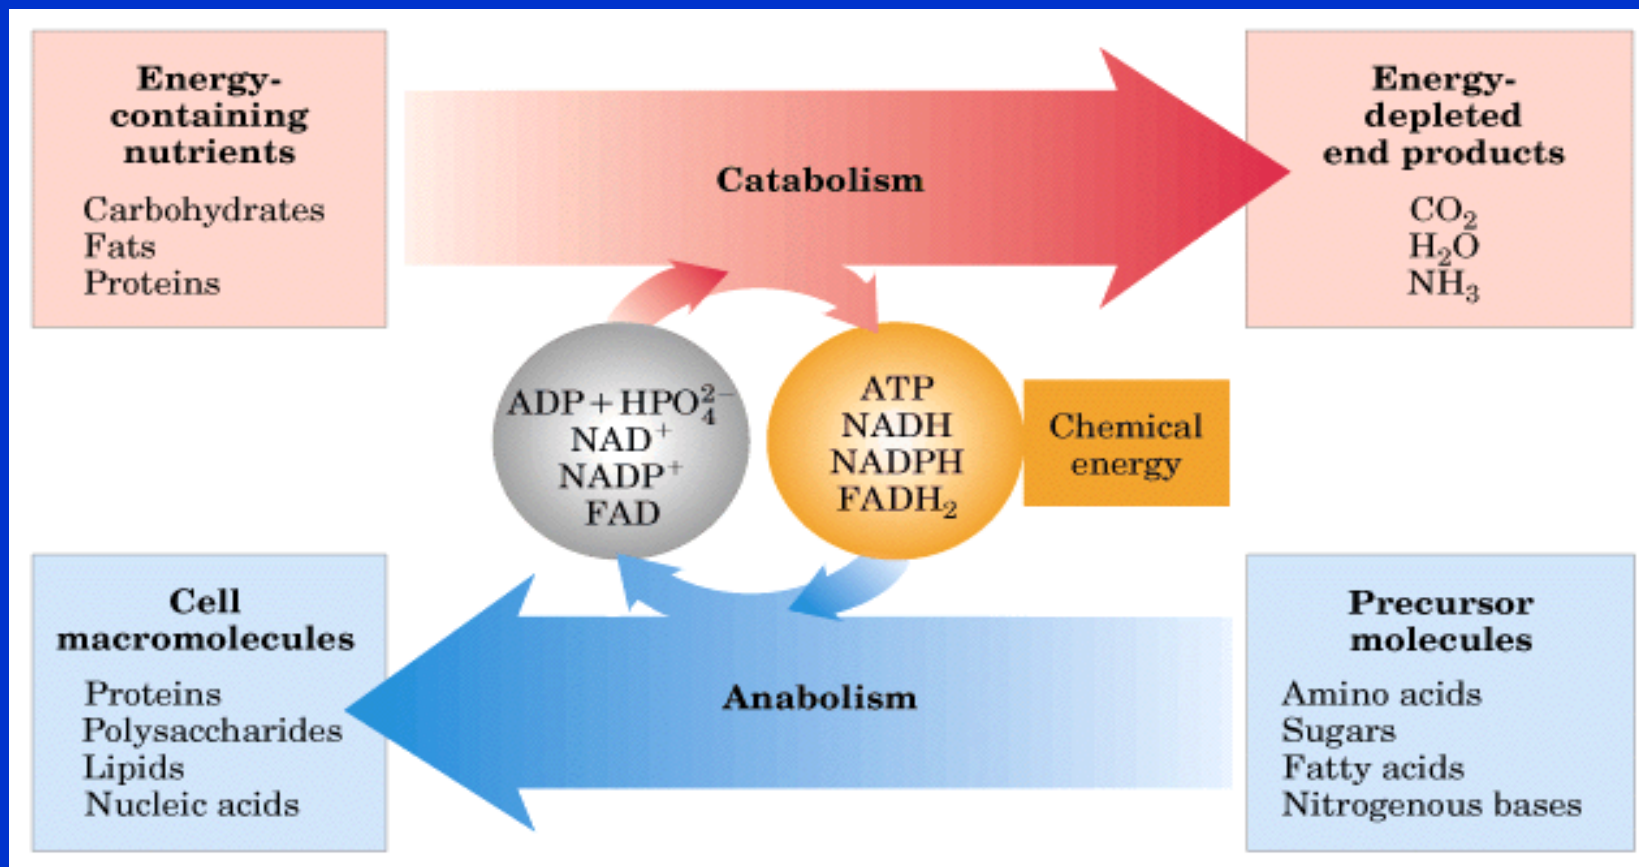 Energy-
containing
nutrients
Carbohydrates
Fats
Proteins
Catabolism
Energy-
depleted
end products
CO₂
H₂O
NH₃
ADP + HPO₄²⁻
NAD⁺
NADP⁺
FAD
ATP
NADH
NADPH
FADH₂
Chemical
energy
Cell
macromolecules
Proteins
Polysaccharides
Lipids
Nucleic acids
Anabolism
Precursor
molecules
Amino acids
Sugars
Fatty acids
Nitrogenous bases